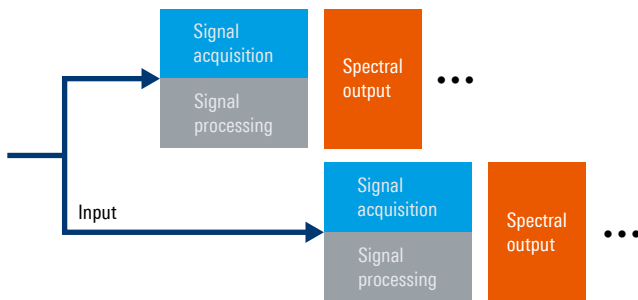 Signal
acquisition
Signal
processing
Spectral
output
Input
Signal
acquisition
Signal
processing
Spectral
output